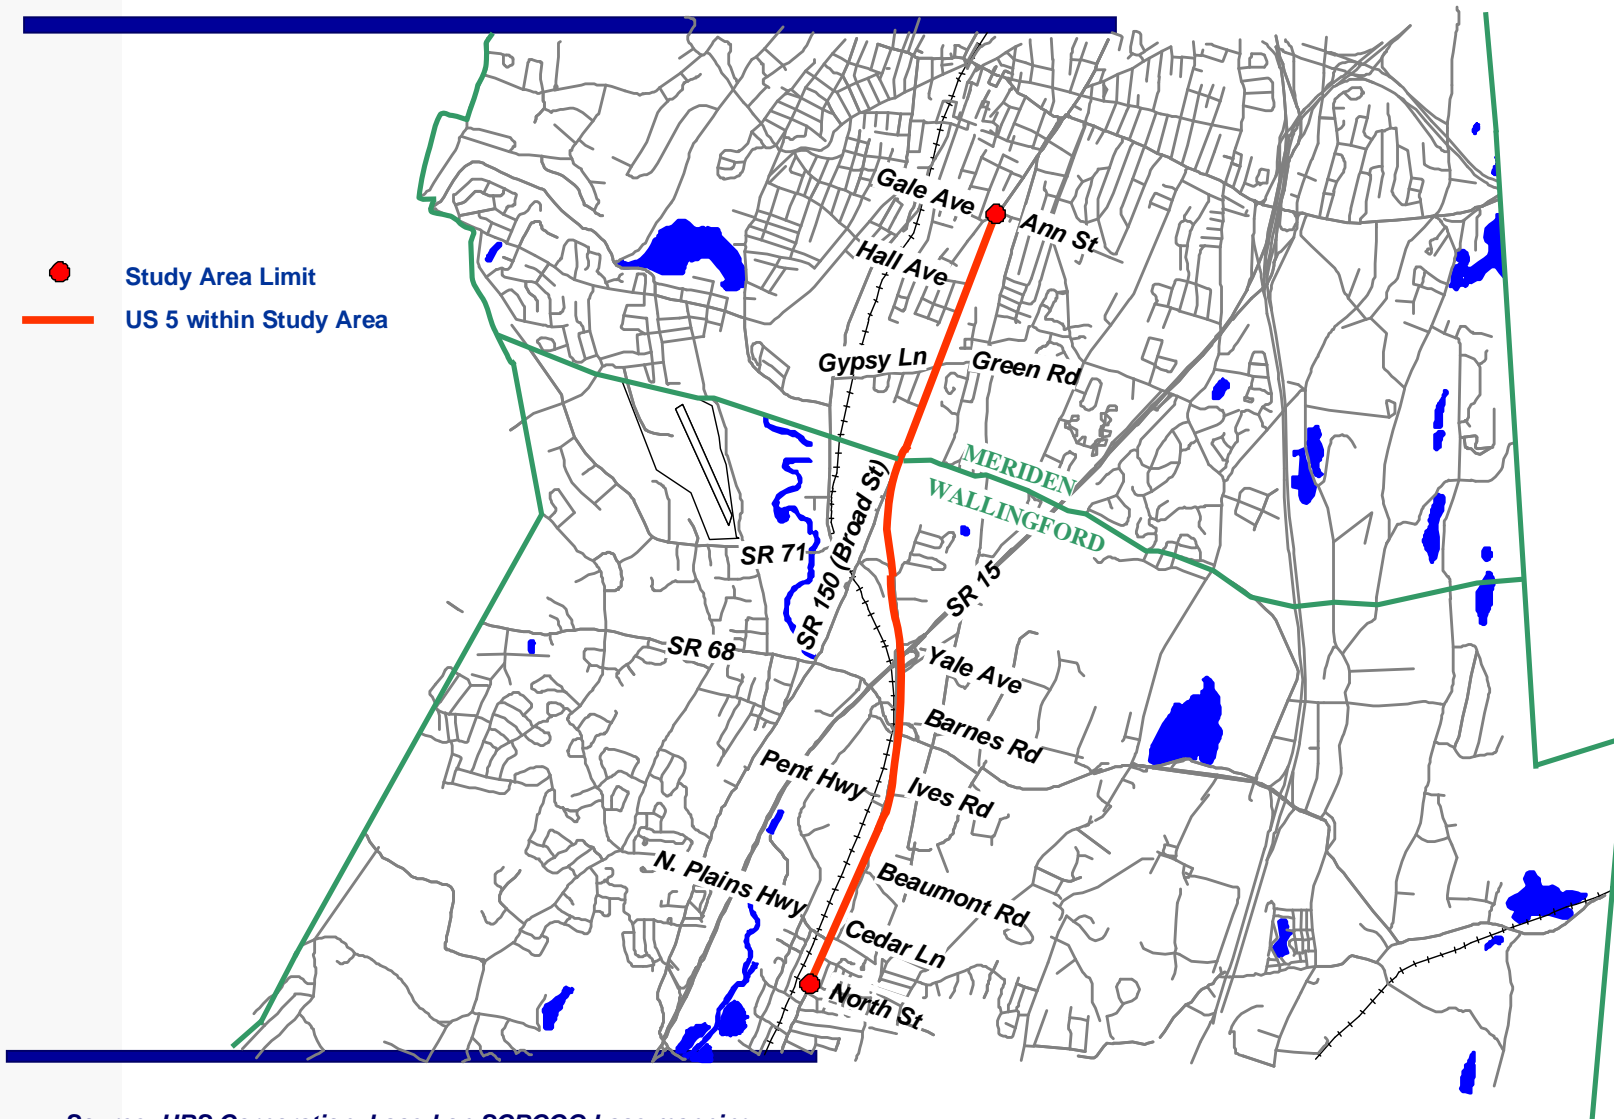 Gale Ave
Ann St
Hall Ave
Study Area Limit
US 5 within Study Area
Gypsy Ln
Green Rd
MERIDEN
WALLINGFORD
SR 150 (Broad St)
SR 71
SR 15
SR 68
Yale Ave
Barnes Rd
Pent Hwy
Ives Rd
N. Plains Hwy
Beaumont Rd
Cedar Ln
North St